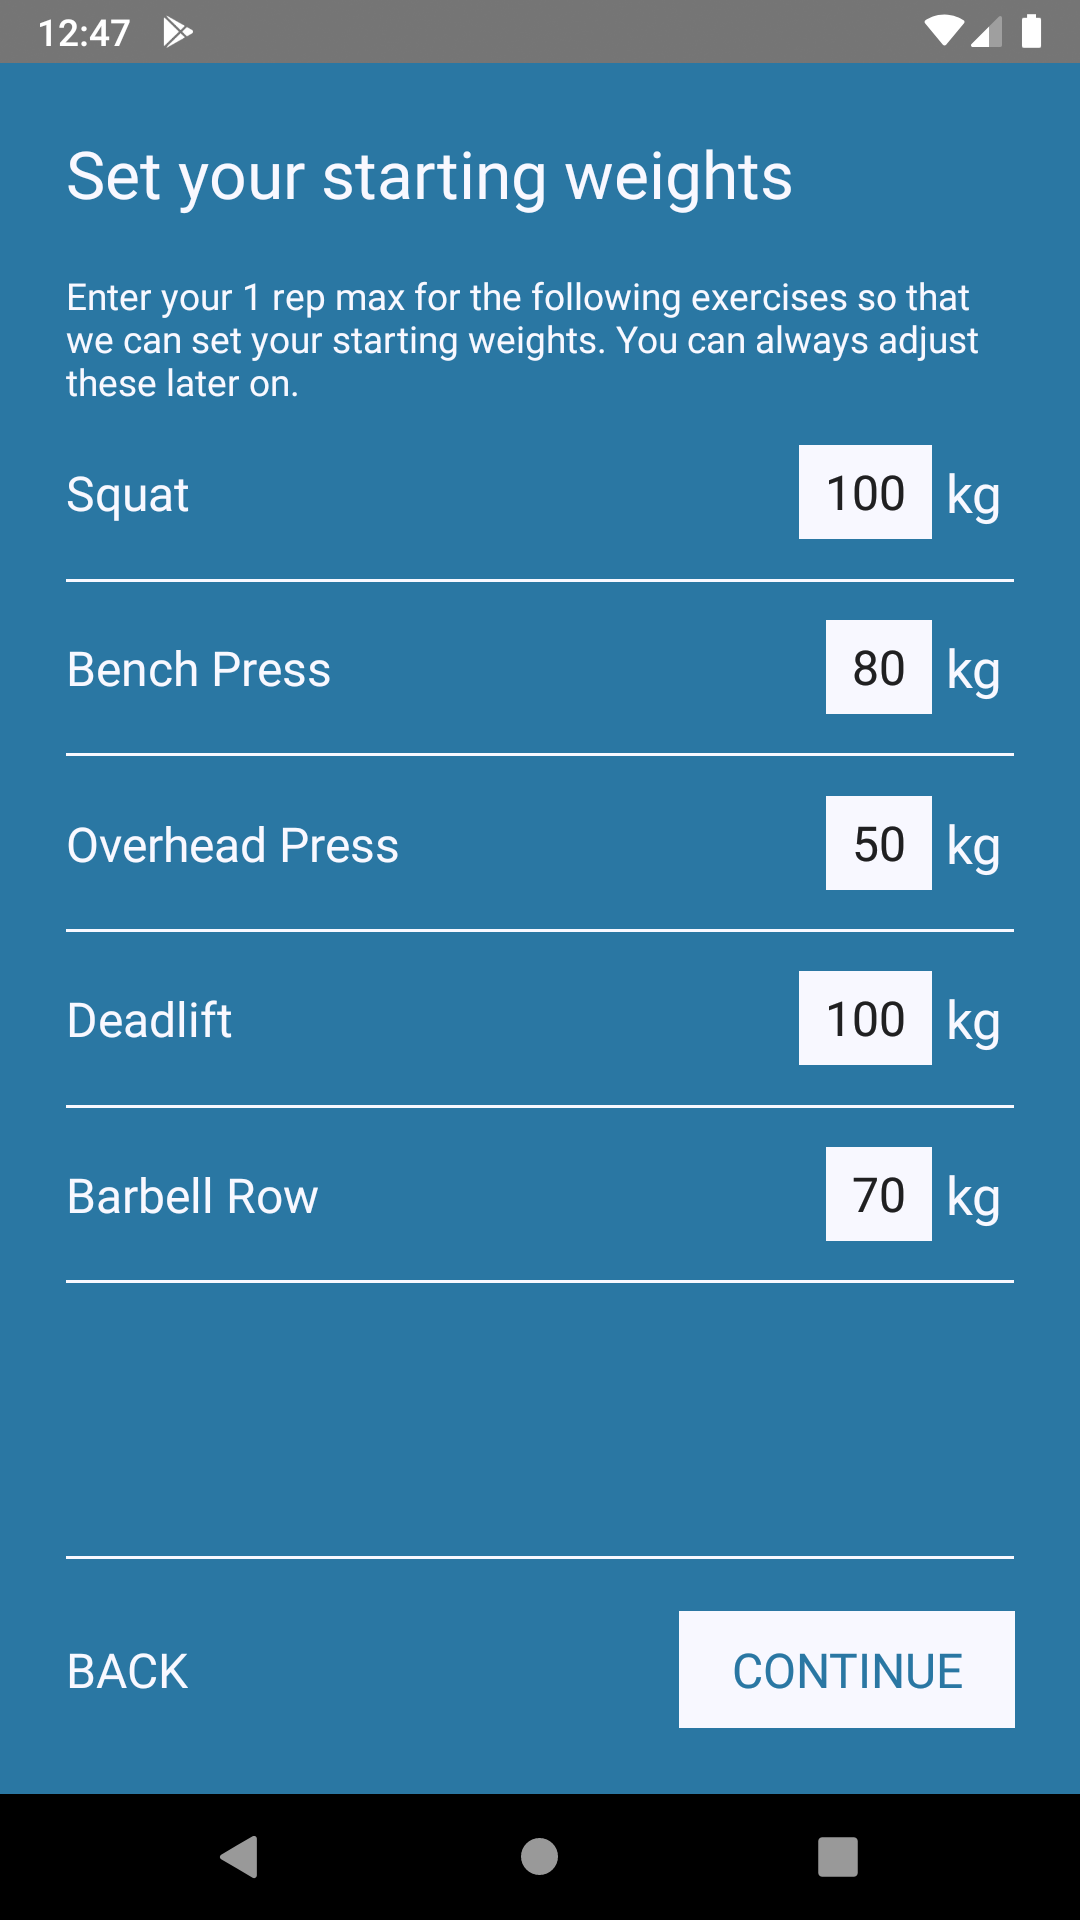 12:47
Set your starting weights
Enter your 1 rep max for the following exercises so that
we can set your starting weights. You can always adjust
these later on.
Squat 100 kg
Bench Press 80 kg
Overhead Press 50 kg
Deadlift 100 kg
Barbell Row 70 kg
BACK CONTINUE